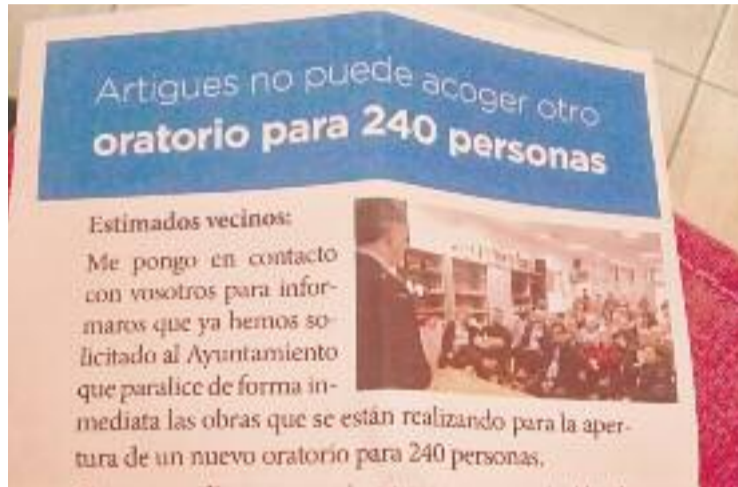 Artigues no puede acoger otro
oratorio para 240 personas
Estimados vecinos:
Me pongo en contacto
con vosotros para infor-
maros que ya hemos so-
licitado al Ayuntamiento
que paralice de forma in-
mediata las obras que se están realizando para la aper-
tura de un nuevo oratorio para 240 personas.